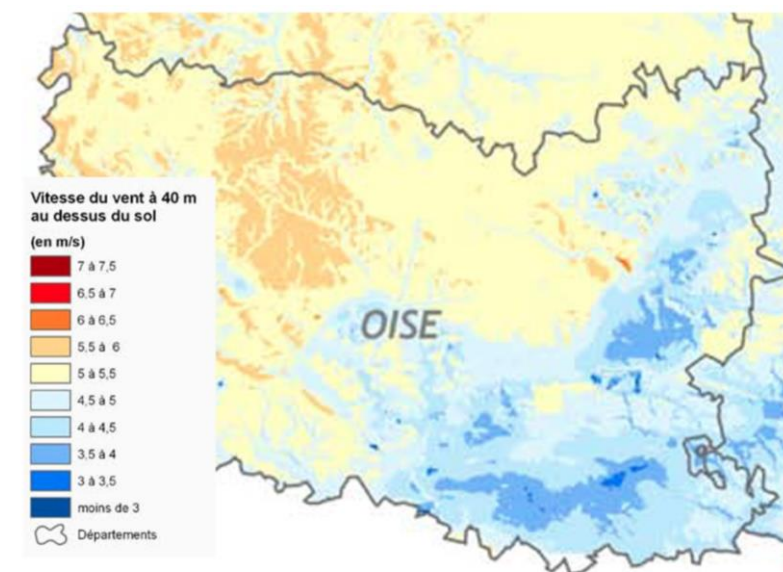 Vitesse du vent à 40 m
au dessus du sol
(en m/s)
7 à 7,5
6,5 à 7
6 à 6,5
5,5 à 6
5 à 5,5
4,5 à 5
4 à 4,5
3,5 à 4
3 à 3,5
moins de 3
Départements
OISE